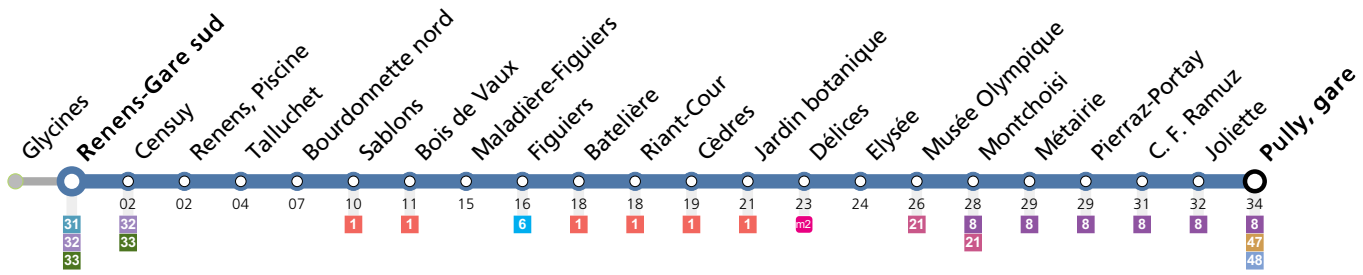 Glycines
Renens-Gare sud
Censuy
Renens, Piscine
Talluchet
Bourdonnette nord
Sablons
Bois de Vaux
Maladière-Figuiers
Figuiers
Batelière
Riant-Cour
Cèdres
Jardin botanique
Délices
Elysée
Musée Olympique
Montchoisi
Métairie
Pierraz-Portay
C. F. Ramuz
Joliette
Pully, gare
02 02 04 07 10 11 15 16 18 18 19 21 23 24 26 28 29 29 31 32 34
31 32 1 1 6 1 1 1 1 m2 21 8 8 8 8 8 8
32 33 21 47
33 48